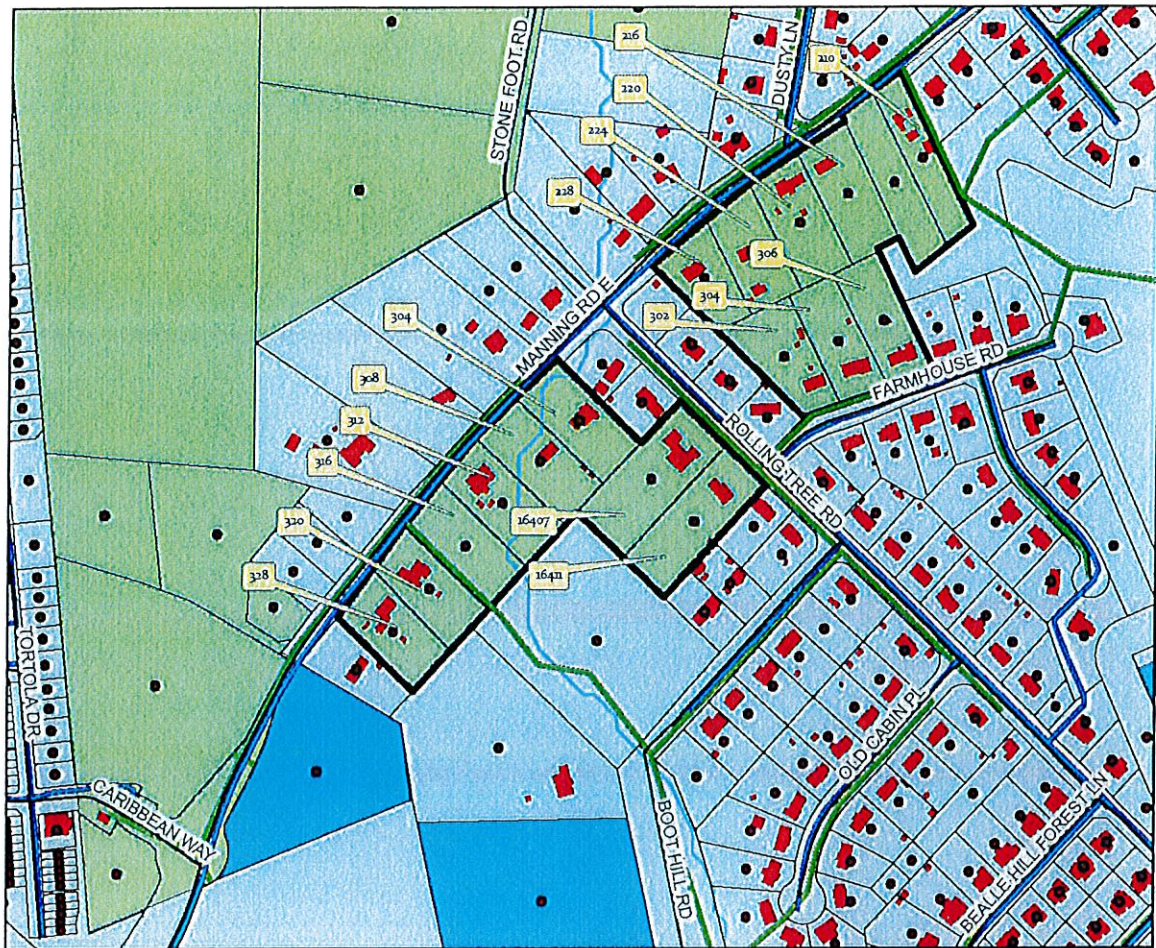 216
210
DUSTY LN
220
STONE FOOT RD
224
228
306
304
304
302
MANNING RD E
308
FARMHOUSE RD
312
ROLLING TREE RD
316
320
16407
16411
328
TORTOLA DR
OLD CABIN PL
CARIBBEAN WAY
BOOT HILL RD
BEALLE HILL FOREST LN